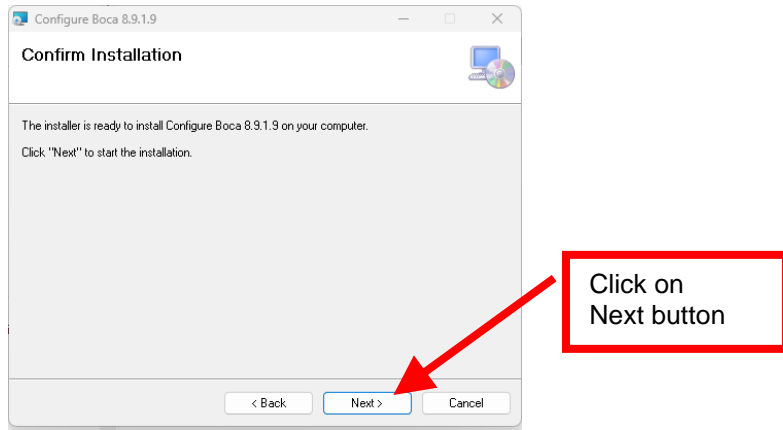 Configure Boca 8.9.1.9
Confirm Installation
The installer is ready to install Configure Boca 8.9.1.9 on your computer.
Click "Next" to start the installation.
Click on
Next button
< Back
Next >
Cancel